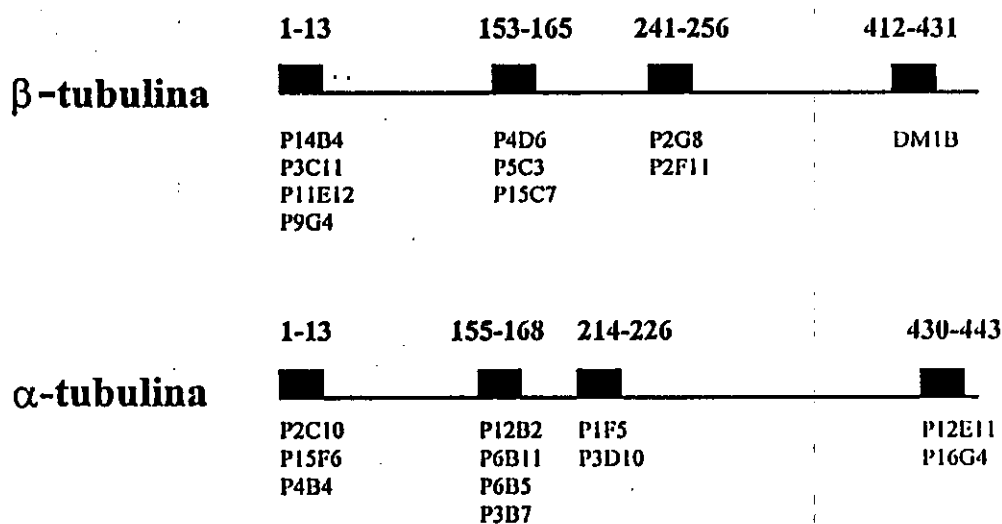 1-13 153-165 241-256 412-431
β-tubulina
P14B4 P4D6 P2G8 DM1B
P3C11 P5C3 P2F11
P11E12 P15C7
P9G4
1-13 155-168 214-226 430-443
α-tubulina
P2C10 P12B2 P1F5 P12E11
P15F6 P6B11 P3D10 P16G4
P4B4 P6B5
P3B7